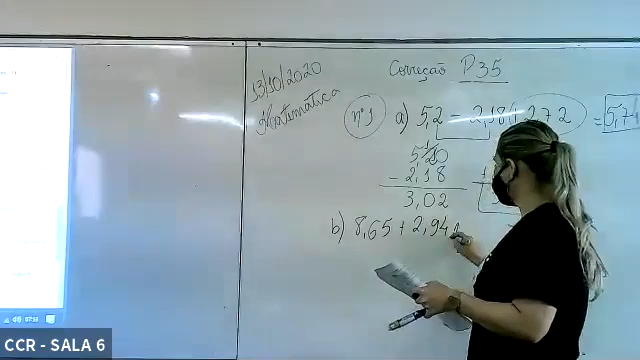 13/10/2020
Matemática
Correção P35
nº1 a) 5,2 - 2,18 + 2,72 = 5,74
5,20
- 2,18
3,02
b) 8,65 + 2,94
CCR - SALA 6